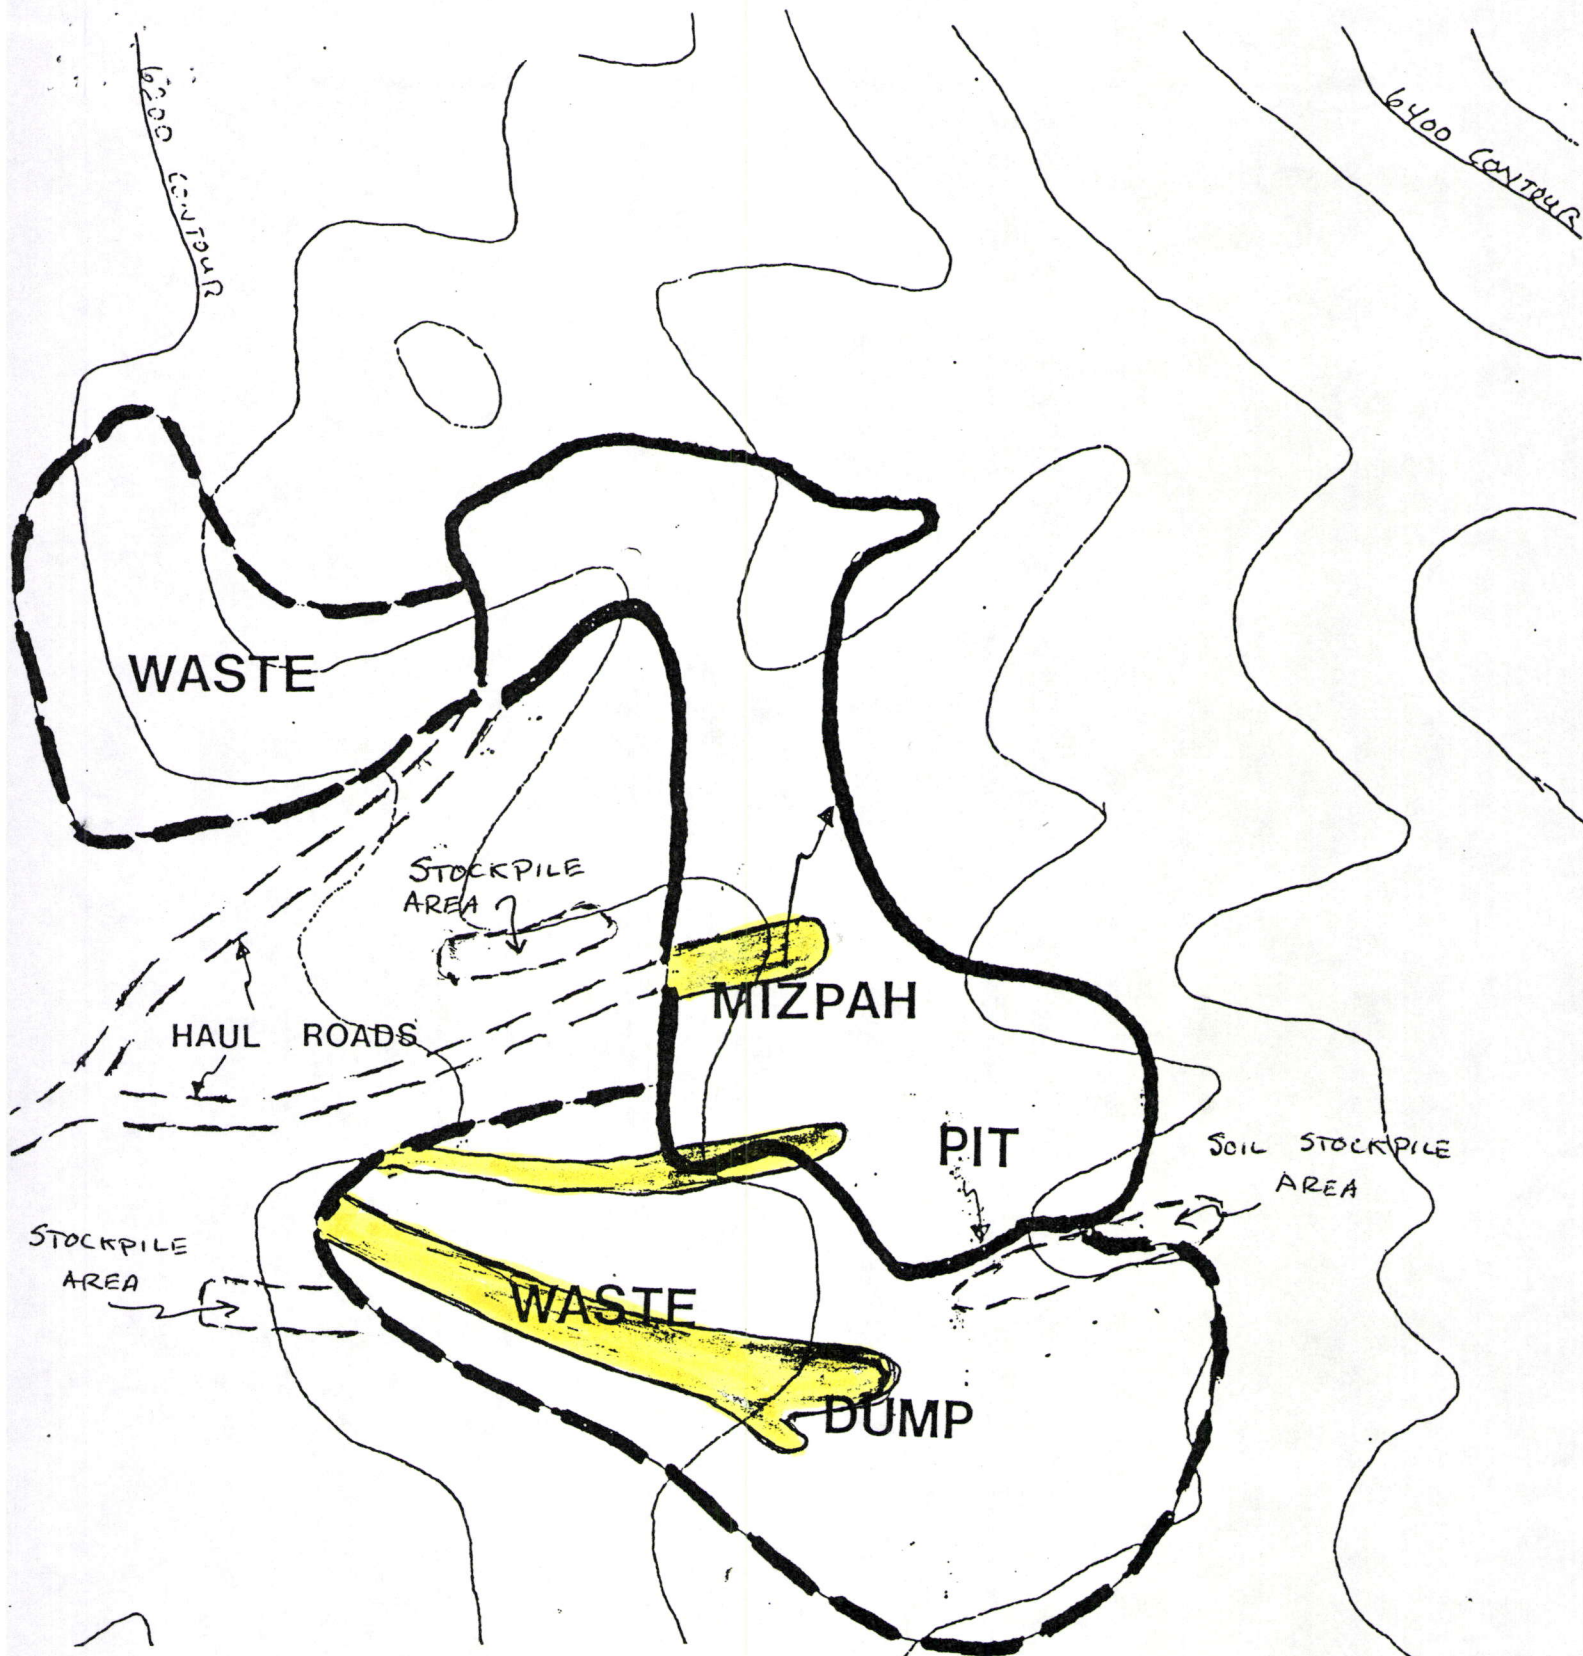 6200 CONTOUR
6400 CONTOUR
WASTE
STOCKPILE
AREA
MIZPAH
HAUL ROADS
PIT
SOIL STOCKPILE
AREA
STOCKPILE
AREA
WASTE
DUMP